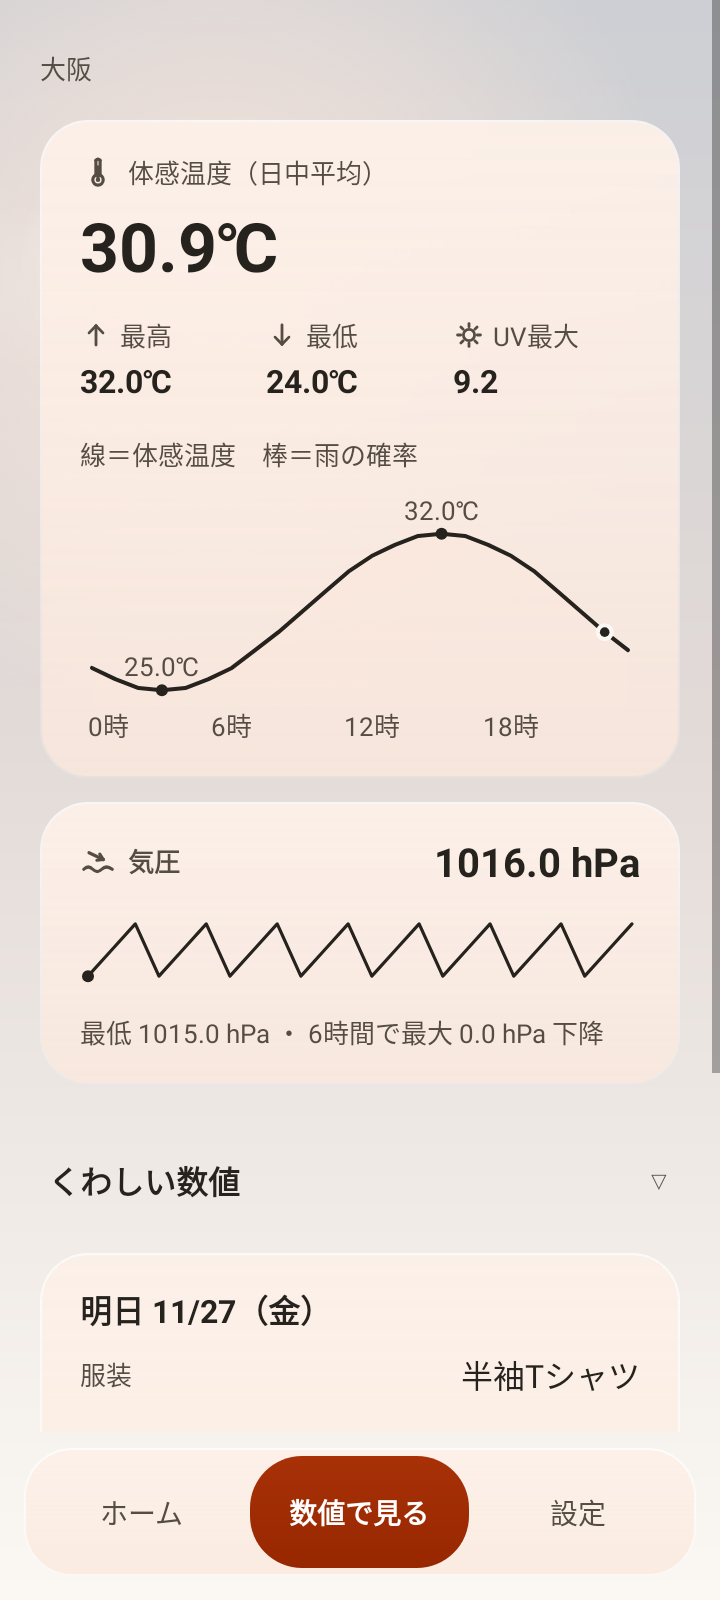 大阪
体感温度（日中平均）
30.9℃
最高
最低
UV最大
32.0℃
24.0℃
9.2
線＝体感温度　棒＝雨の確率
32.0℃
25.0℃
0時
6時
12時
18時
気圧
1016.0 hPa
最低 1015.0 hPa ・ 6時間で最大 0.0 hPa 下降
くわしい数値
▽
明日 11/27（金）
服装
半袖Tシャツ
ホーム
数値で見る
設定